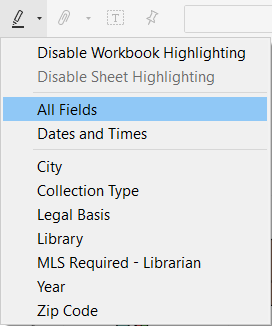 Disable Workbook Highlighting
Disable Sheet Highlighting
All Fields
Dates and Times
City
Collection Type
Legal Basis
Library
MLS Required - Librarian
Year
Zip Code